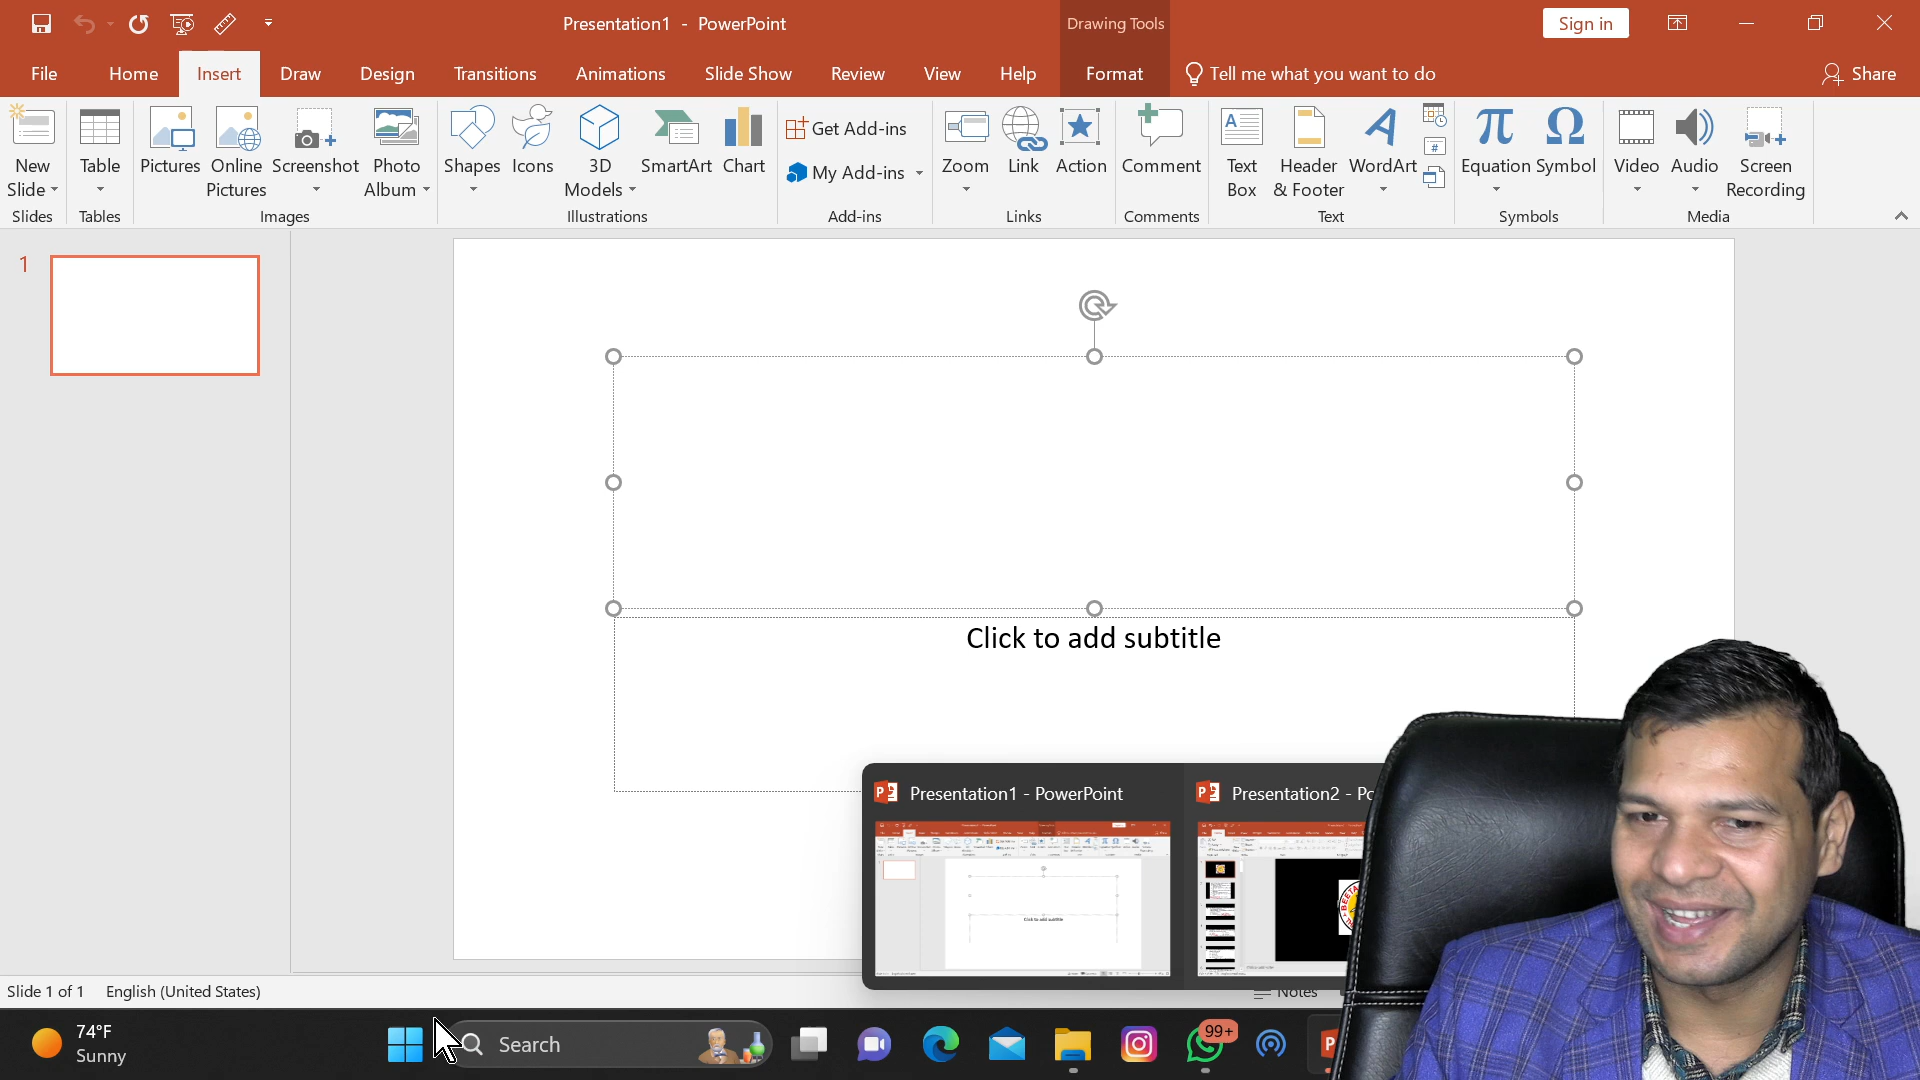 Presentation1 - PowerPoint
Drawing Tools
Sign in
File Home Insert Draw Design Transitions Animations Slide Show Review View Help Format Tell me what you want to do Share
New Slide
Slides
Table
Tables
Pictures
Online Pictures
Screenshot
Photo Album
Images
Shapes
Icons
3D Models
SmartArt
Chart
Illustrations
Get Add-ins
My Add-ins
Add-ins
Zoom
Link
Action
Links
Comment
Comments
Text Box
Header & Footer
WordArt
Text
Equation
Symbol
Symbols
Video
Audio
Screen Recording
Media
1
Click to add subtitle
Presentation1 - PowerPoint
Presentation2 - Po
Slide 1 of 1
English (United States)
Notes
74°F
Sunny
Search
99+